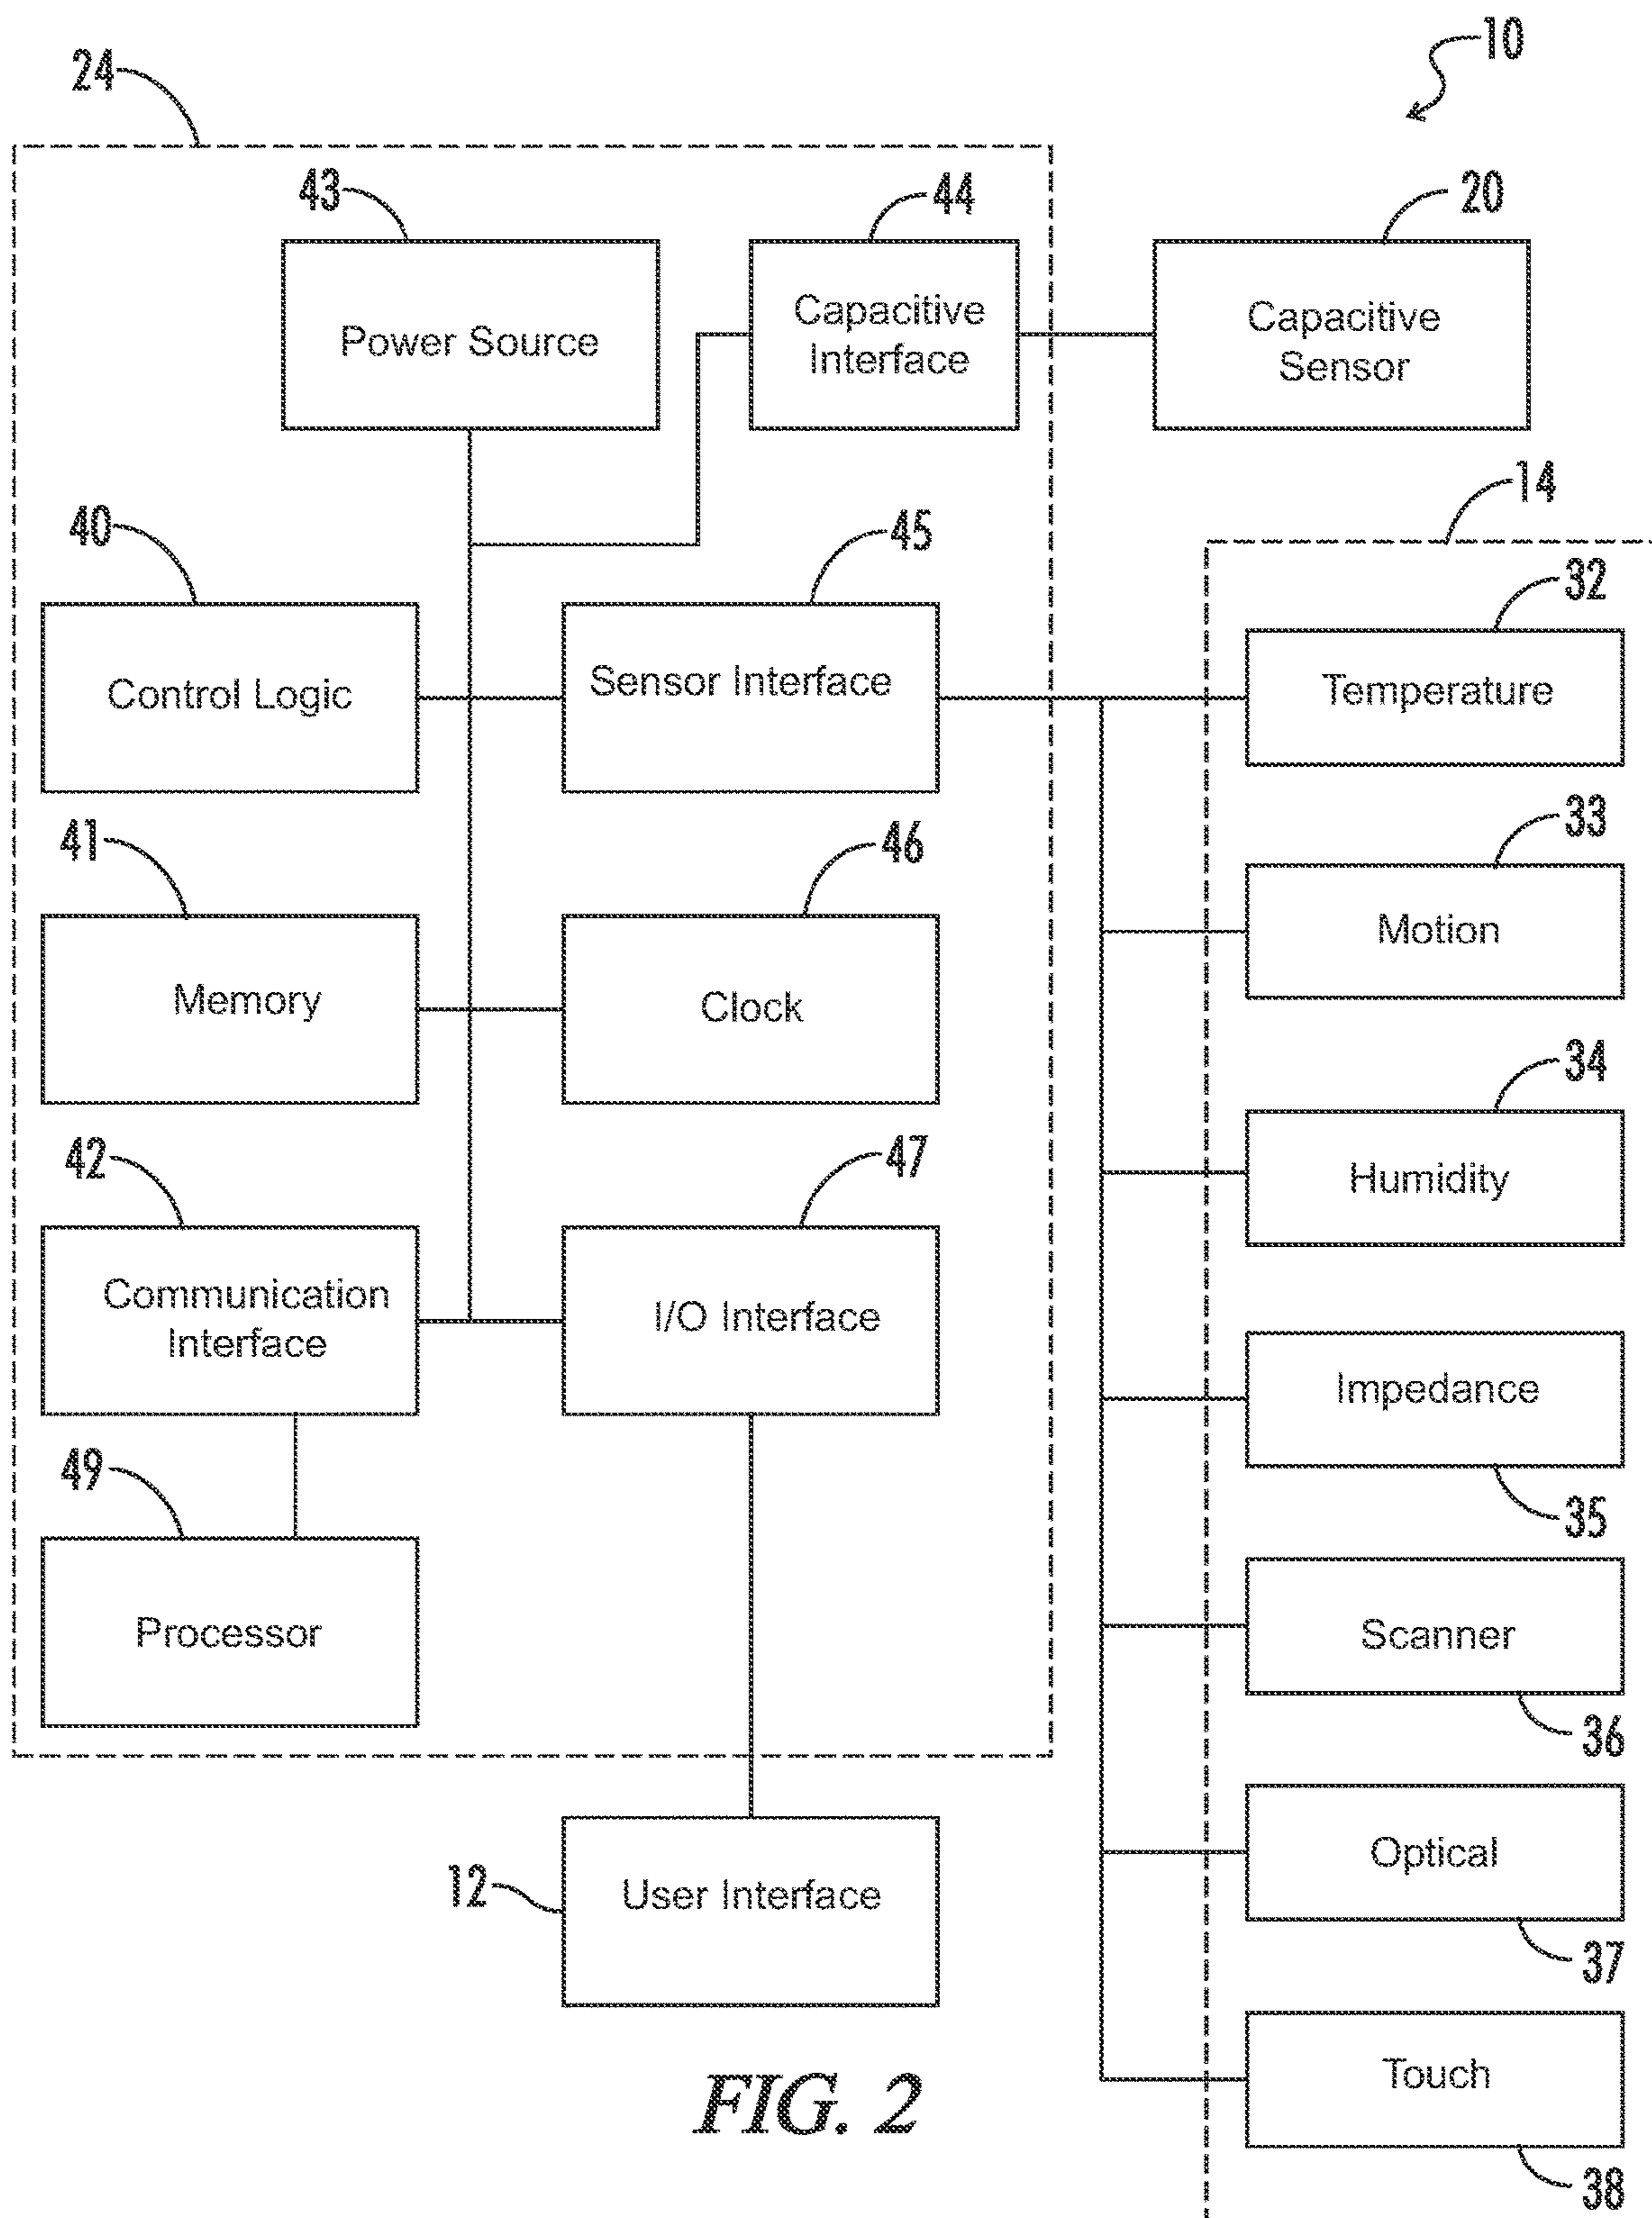 10
24
43
44
20
Power Source
Capacitive
Interface
Capacitive
Sensor
14
40
45
32
Control Logic
Sensor Interface
Temperature
41
46
33
Memory
Clock
Motion
34
42
47
Humidity
Communication
Interface
I/O Interface
Impedance
49
35
Processor
Scanner
36
12
User Interface
Optical
37
Touch
FIG. 2
38